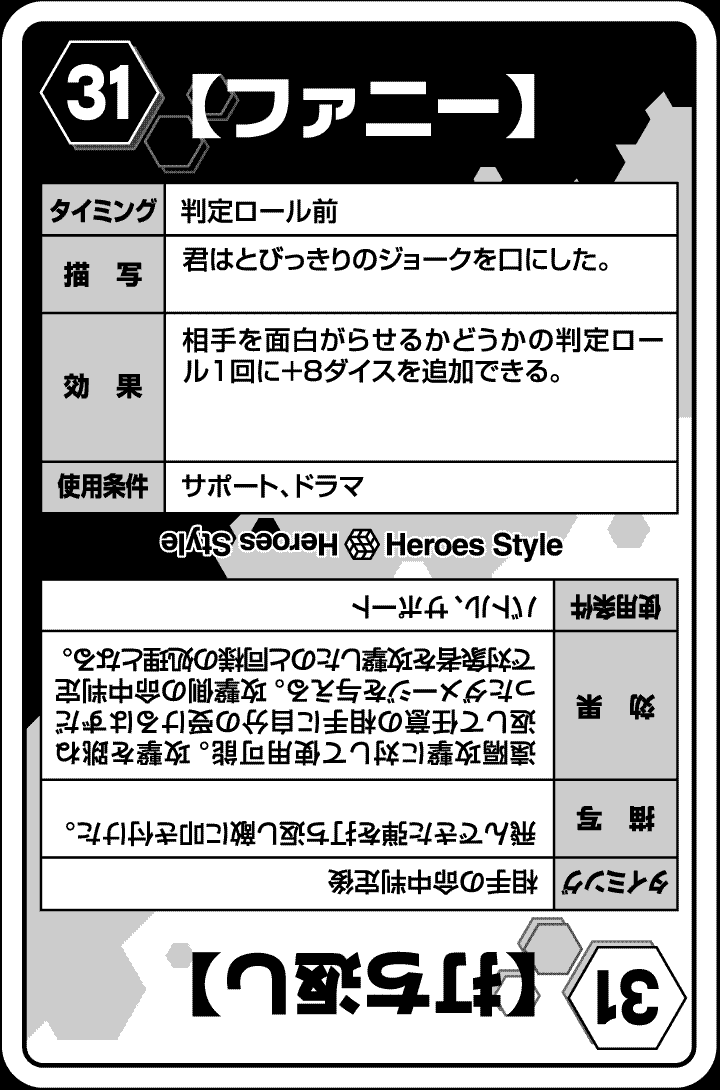 31
【ファニー】
タイミング 判定ロール前
描写 君はとびっきりのジョークを口にした。
効果 相手を面白がらせるかどうかの判定ロー
ル1回に+8ダイスを追加できる。
使用条件 サポート、ドラマ
Heroes Style Heroes Style
31
【打ち返し】
タイミング 相手の命中判定後
描写 飛んできた弾を打ち返し敵に叩き付けた。
効果 遠隔攻撃に対して使用可能。攻撃を跳ね
返して任意の相手に自分の受けるはずだ
ったダメージを与える。攻撃側の命中判定
で対象者を攻撃したのと同様の処理となる。
使用条件 バトル、サポート